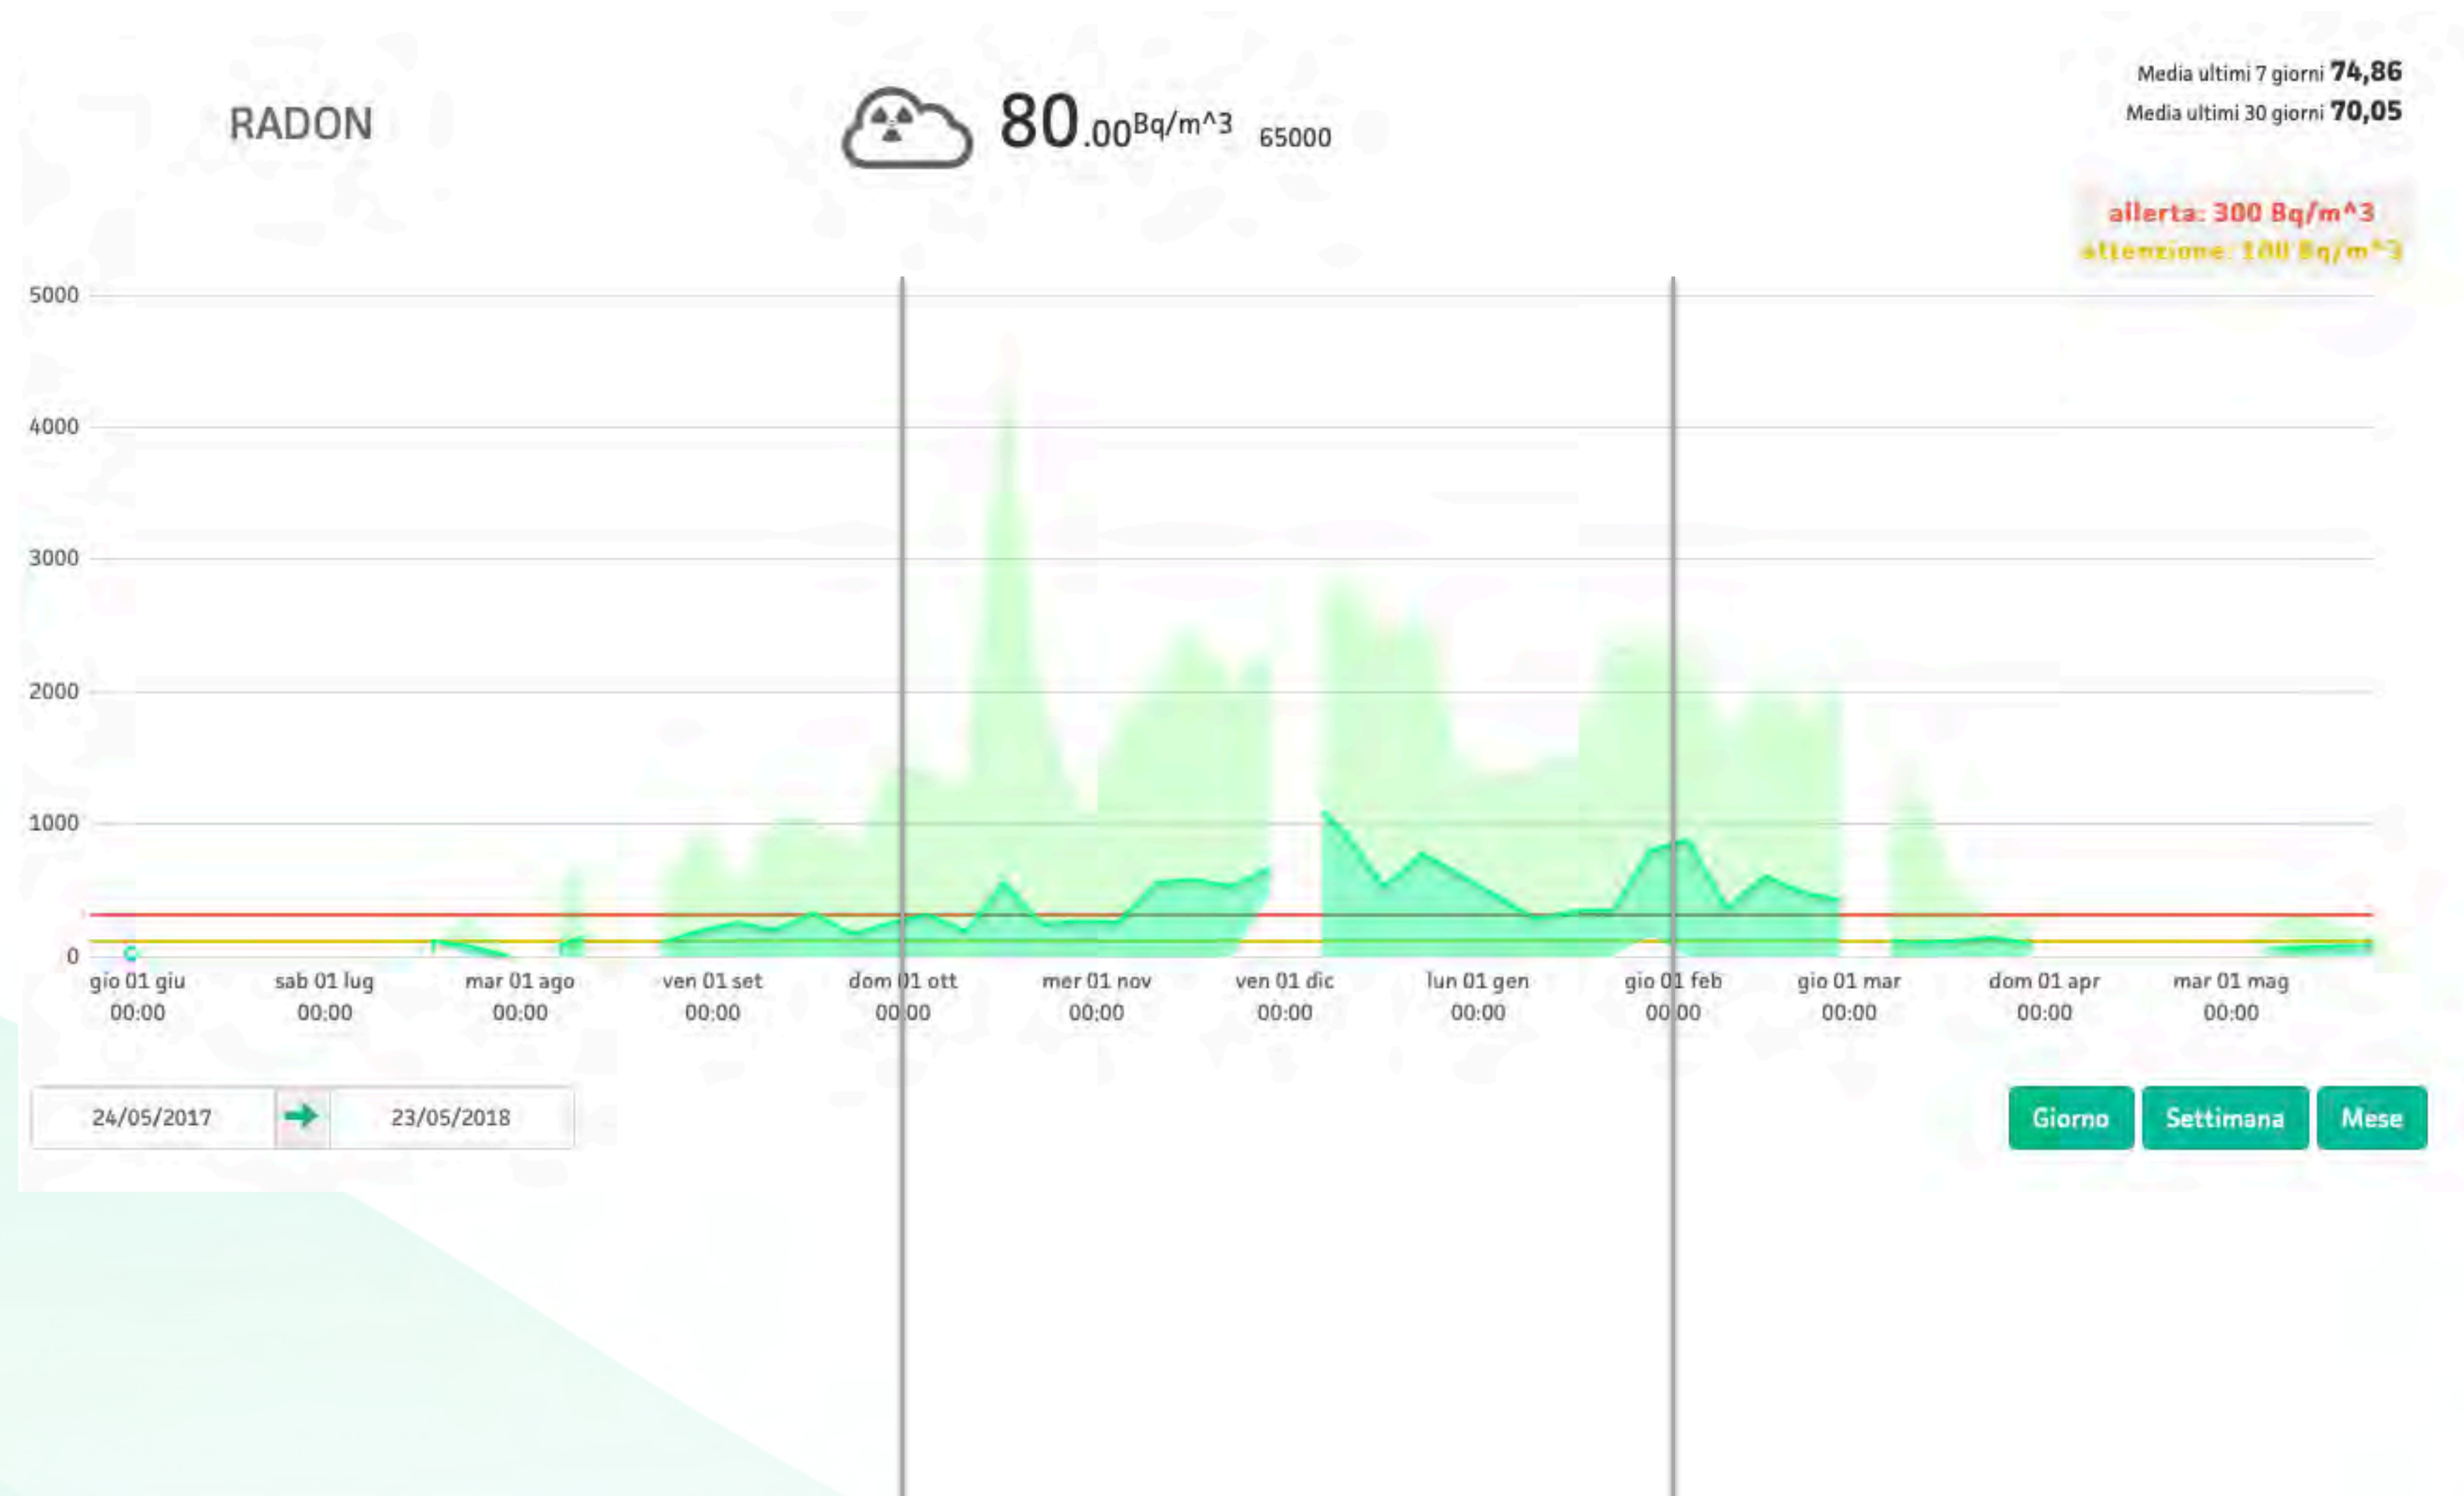 RADON
80.00Bq/m^3 65000
Media ultimi 7 giorni 74,86
Media ultimi 30 giorni 70,05
allerta: 300 Bq/m^3
attenzione: 100 Bq/m^3
5000
4000
3000
2000
1000
0
gio 01 giu sab 01 lug mar 01 ago ven 01 set dom 01 ott mer 01 nov ven 01 dic lun 01 gen gio 01 feb gio 01 mar dom 01 apr mar 01 mag
00:00 00:00 00:00 00:00 00:00 00:00 00:00 00:00 00:00 00:00 00:00 00:00
24/05/2017 23/05/2018
Giorno Settimana Mese